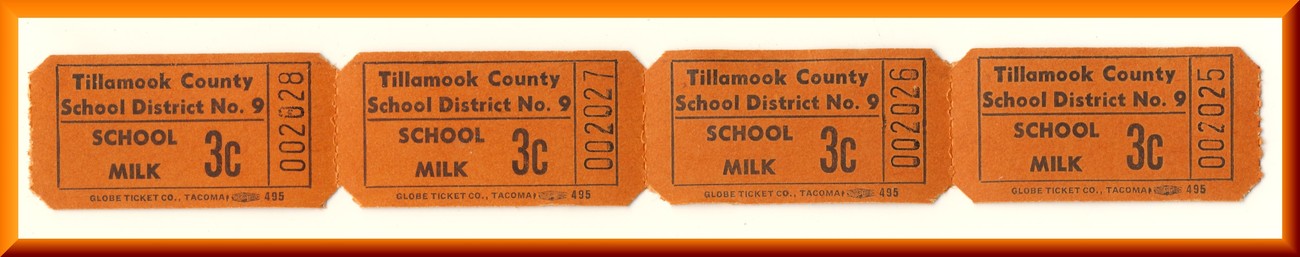 Tillamook County
School District No. 9
SCHOOL
MILK
3c
002028
GLOBE TICKET CO., TACOMA 495
Tillamook County
School District No. 9
SCHOOL
MILK
3c
002027
GLOBE TICKET CO., TACOMA 495
Tillamook County
School District No. 9
SCHOOL
MILK
3c
002026
GLOBE TICKET CO., TACOMA 495
Tillamook County
School District No. 9
SCHOOL
MILK
3c
002025
GLOBE TICKET CO., TACOMA 495